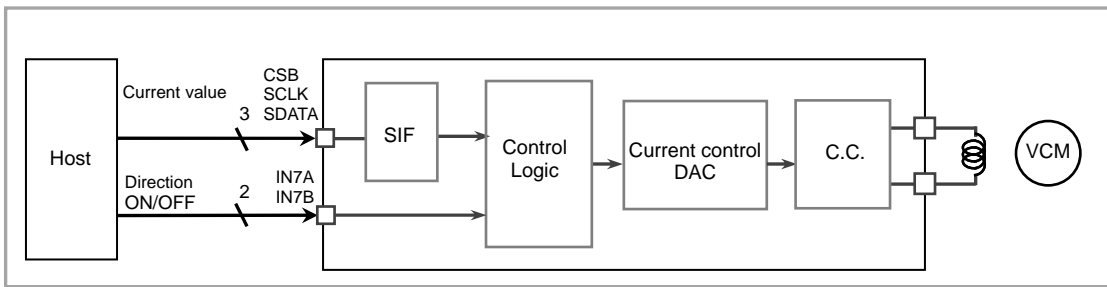 Host
Current value
3
CSB
SCLK
SDATA
Direction
ON/OFF
2
IN7A
IN7B
SIF
Control
Logic
Current control
DAC
C.C.
VCM